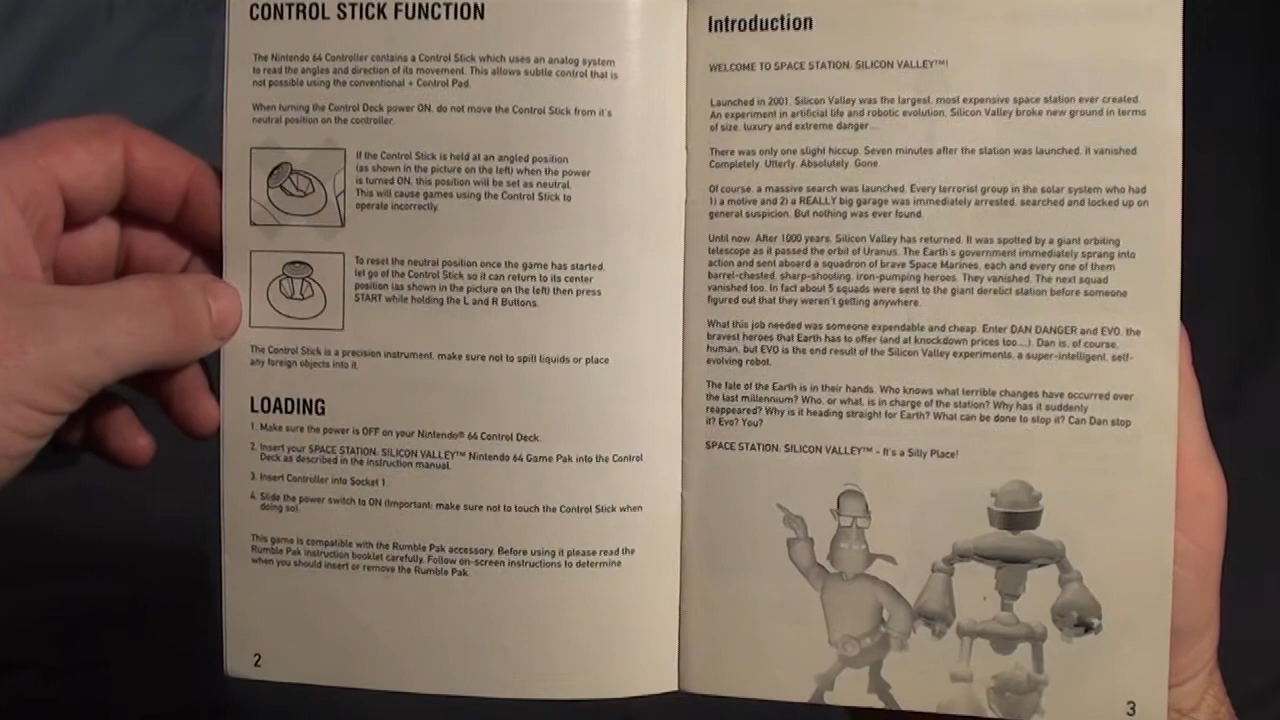 CONTROL STICK FUNCTION
The Nintendo 64 Controller contains a Control Stick which uses an analog system
to read the angles and direction of its movement. This allows subtle control that is
not possible using the conventional + Control Pad.
When turning the Control Deck power ON, do not move the Control Stick from it's
neutral position on the controller.
If the Control Stick is held at an angled position
(as shown in the picture on the left) when the power
is turned ON, this position will be set as neutral.
This will cause games using the Control Stick to
operate incorrectly.
To reset the neutral position once the game has started,
let go of the Control Stick so it can return to its center
position (as shown in the picture on the left) then press
START while holding the L and R Buttons.
The Control Stick is a precision instrument, make sure not to spill liquids or place
any foreign objects into it.
LOADING
1. Make sure the power is OFF on your Nintendo® 64 Control Deck.
2. Insert your SPACE STATION: SILICON VALLEY™ Nintendo 64 Game Pak into the Control
Deck as described in the instruction manual.
3. Insert Controller into Socket 1.
4. Slide the power switch to ON (Important: make sure not to touch the Control Stick when
doing so).
This game is compatible with the Rumble Pak accessory. Before using it please read the
Rumble Pak instruction booklet carefully. Follow on-screen instructions to determine
when you should insert or remove the Rumble Pak.
2
Introduction
WELCOME TO SPACE STATION: SILICON VALLEY™!
Launched in 2001, Silicon Valley was the largest, most expensive space station ever created.
An experiment in artificial life and robotic evolution, Silicon Valley broke new ground in terms
of size, luxury and extreme danger...
There was only one slight hiccup. Seven minutes after the station was launched, it vanished.
Completely. Utterly. Absolutely. Gone.
Of course, a massive search was launched. Every terrorist group in the solar system who had
1) a motive and 2) a REALLY big garage was immediately arrested, searched and locked up on
general suspicion. But nothing was ever found.
Until now. After 1000 years, Silicon Valley has returned. It was spotted by a giant orbiting
telescope as it passed the orbit of Uranus. The Earth's government immediately sprang into
action and sent aboard a squadron of brave Space Marines, each and every one of them
barrel-chested, sharp-shooting, iron-pumping heroes. They vanished. The next squad
vanished too. In fact about 5 squads were sent to the giant derelict station before someone
figured out that they weren't getting anywhere.
What this job needed was someone expendable and cheap. Enter DAN DANGER and EVO, the
bravest heroes that Earth has to offer (and at knockdown prices too....). Dan is, of course,
human, but EVO is the end result of the Silicon Valley experiments, a super-intelligent, self-
evolving robot.
The fate of the Earth is in their hands. Who knows what terrible changes have occurred over
the last millennium? Who, or what, is in charge of the station? Why has it suddenly
reappeared? Why is it heading straight for Earth? What can be done to stop it? Can Dan stop
it? Evo? You?
SPACE STATION: SILICON VALLEY™ - It's a Silly Place!
3